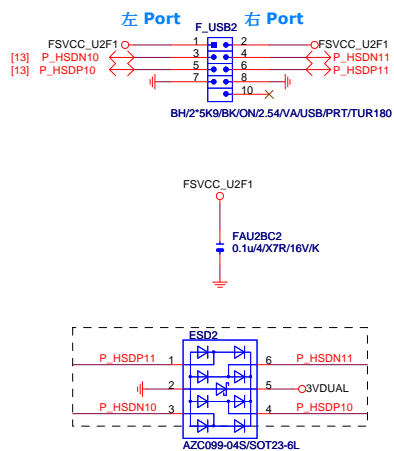 左 Port 右 Port
F_USB2
FSVCC_U2F1 1 2 FSVCC_U2F1
[13] P_HSDN10 3 4 P_HSDN11
[13] P_HSDP10 5 6 P_HSDP11
7 8
10
BH/2*5K9/BK/ON/2.54/VA/USB/PRT/TUR180
FSVCC_U2F1
FAU2BC2
0.1u/4/X7R/16V/K
ESD2
P_HSDP11 1 6 P_HSDN11
2 5 3VDUAL
P_HSDN10 3 4 P_HSDP10
AZC099-04S/SOT23-6L